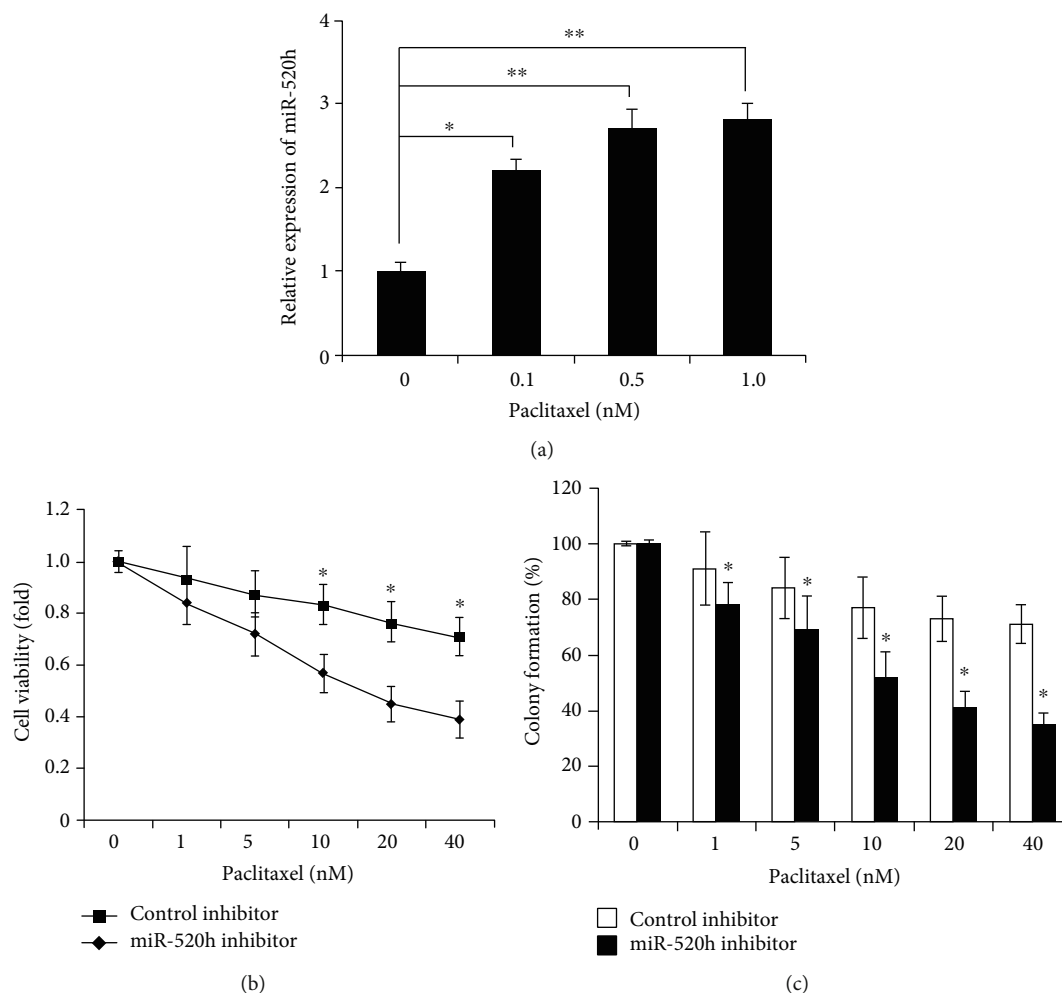 4
3
2
1
0
Relative expression of miR-520h
*
**
**
0 0.1 0.5 1.0
Paclitaxel (nM)
(a)
1.2
1.0
0.8
0.6
0.4
0.2
0
Cell viability (fold)
* * *
0 1 5 10 20 40
Paclitaxel (nM)
Control inhibitor
miR-520h inhibitor
(b)
120
100
80
60
40
20
0
Colony formation (%)
* * * * *
0 1 5 10 20 40
Paclitaxel (nM)
Control inhibitor
miR-520h inhibitor
(c)